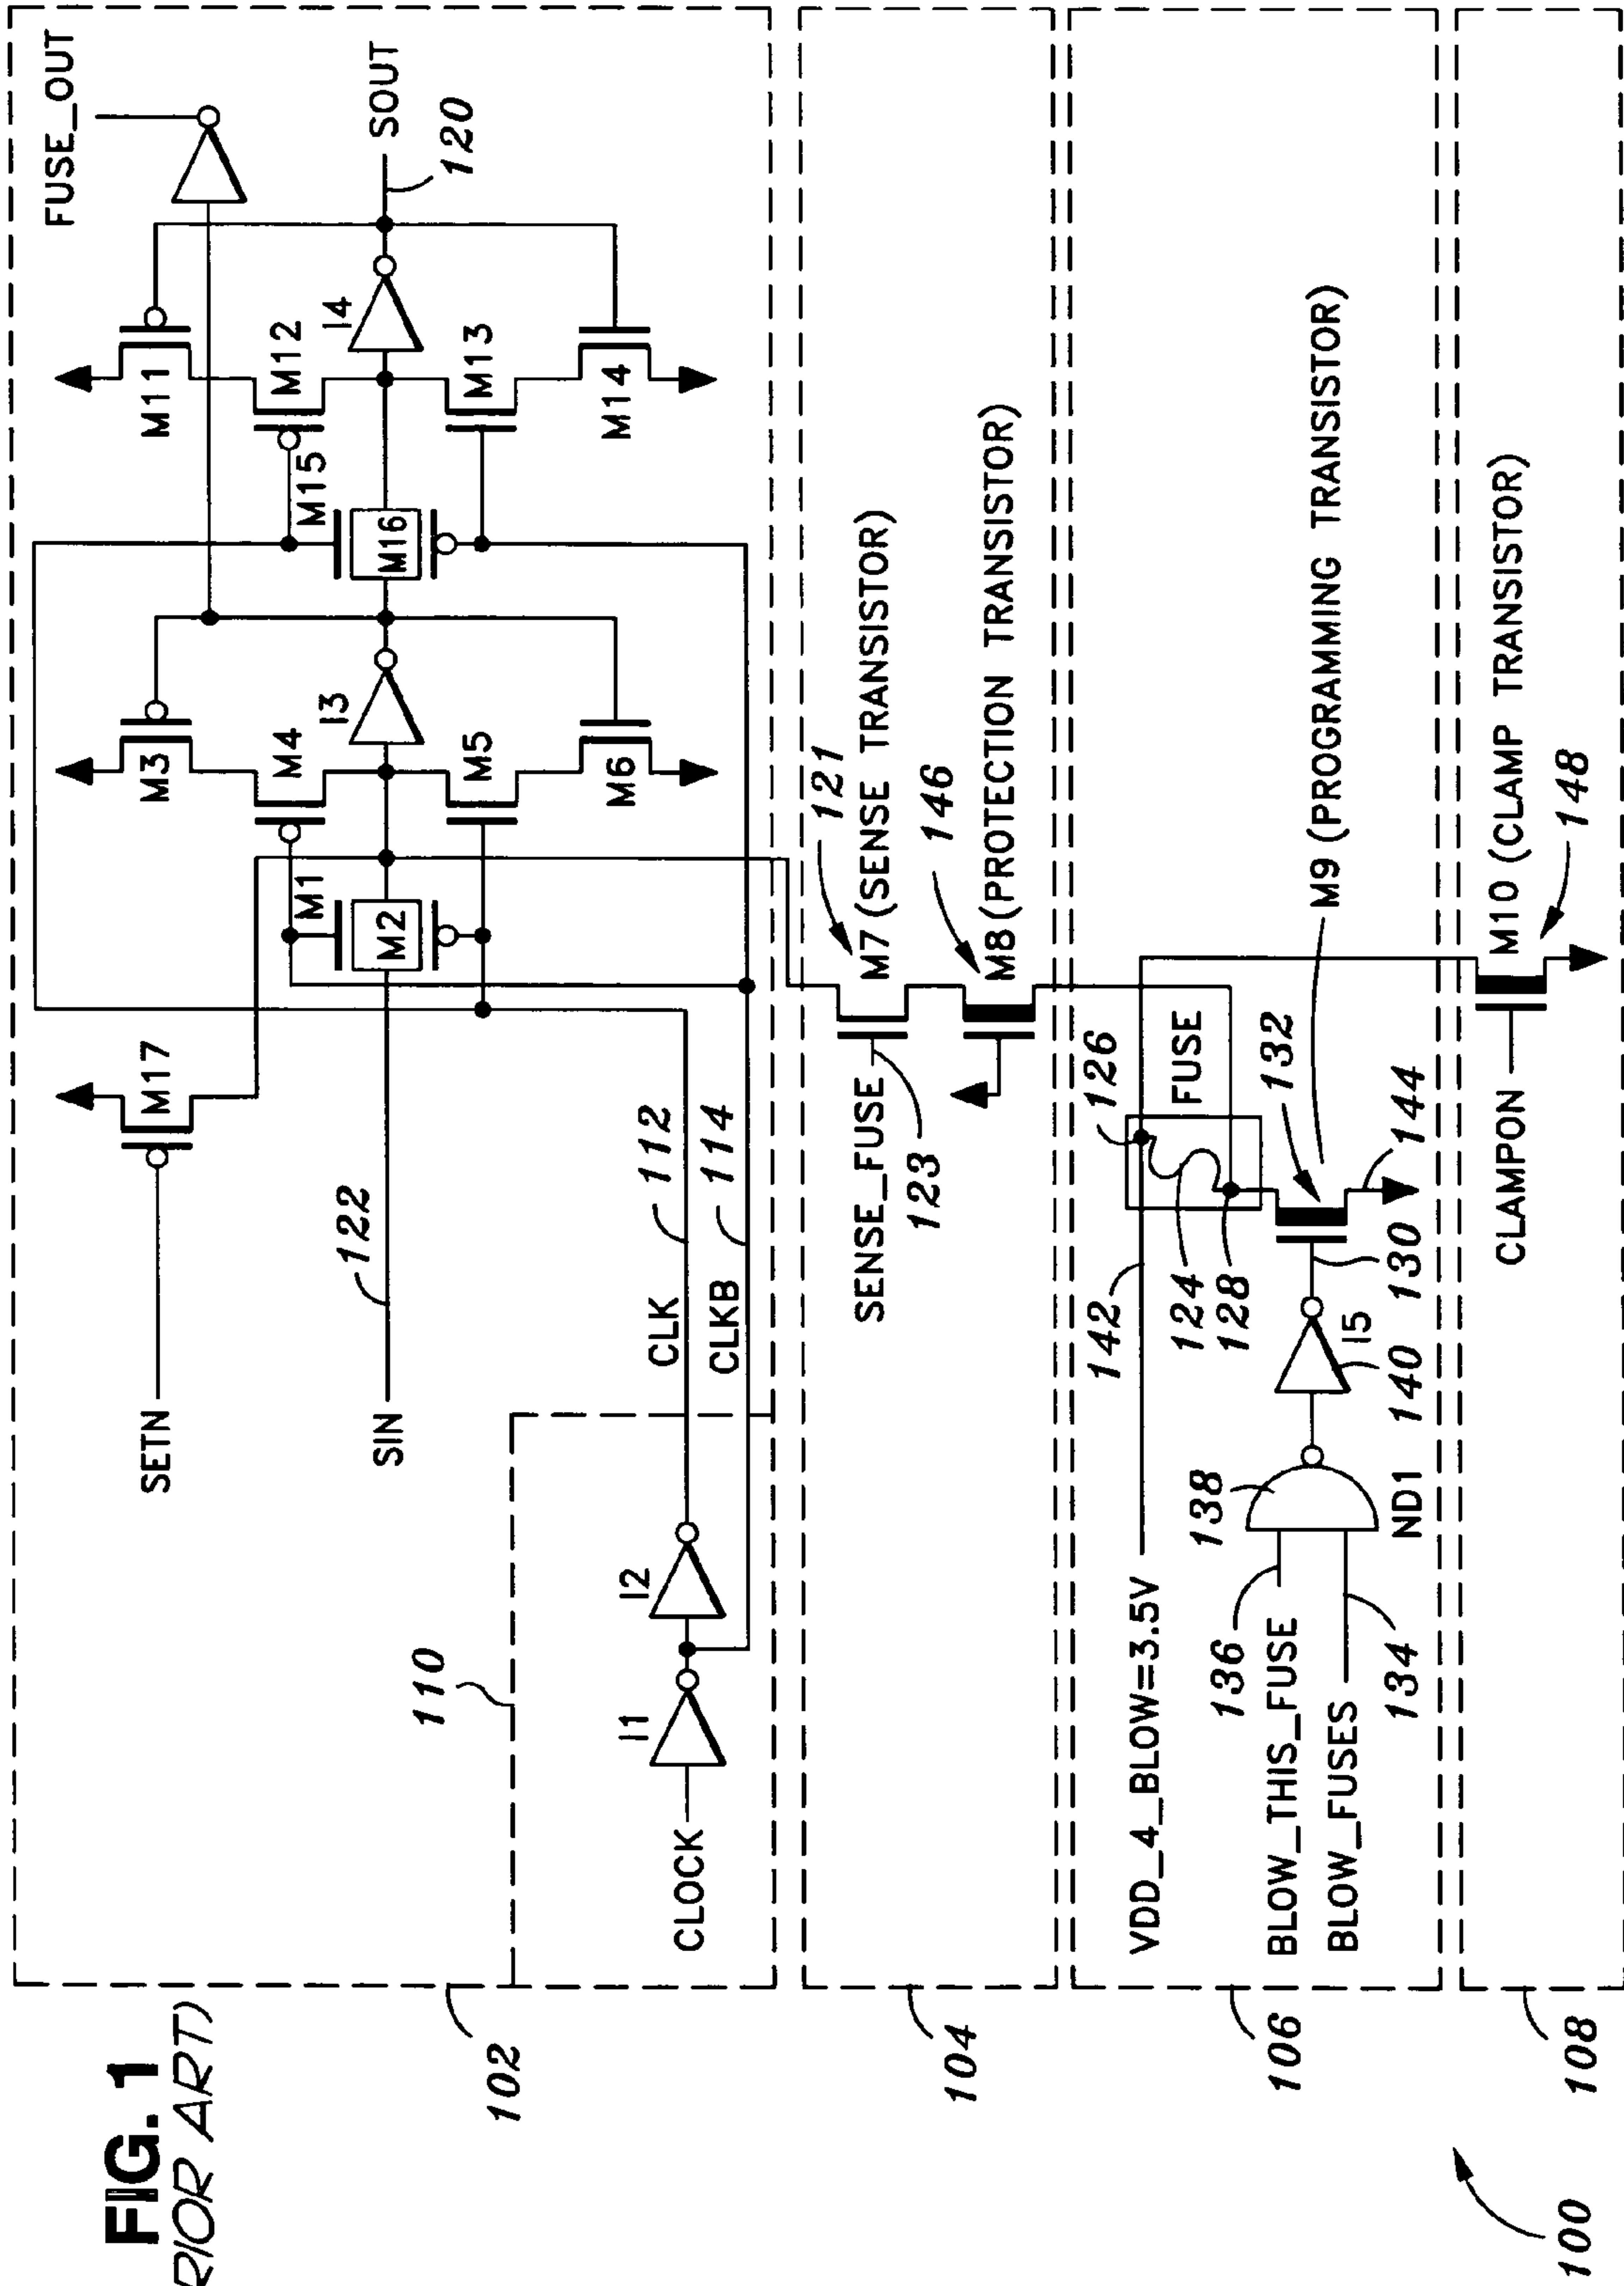 FIG. 1
RIOR ART)
100
102
110
FUSE_OUT
SETN
M17
M3
M11
M4
M12
M1
M15
SIN
122
M2
I3
M16
I4
SOUT
120
M5
M13
M6
M14
CLOCK
I1
I2
CLK
112
CLKB
114
104
SENSE_FUSE
123
M7 (SENSE TRANSISTOR)
121
146
M8 (PROTECTION TRANSISTOR)
106
VDD_4_BLOW=3.5V
142
126
FUSE
124
128
132
BLOW_THIS_FUSE
136
138
BLOW_FUSES
134
ND1
140
I5
130
144
M9 (PROGRAMMING TRANSISTOR)
108
CLAMPON
M10 (CLAMP TRANSISTOR)
148